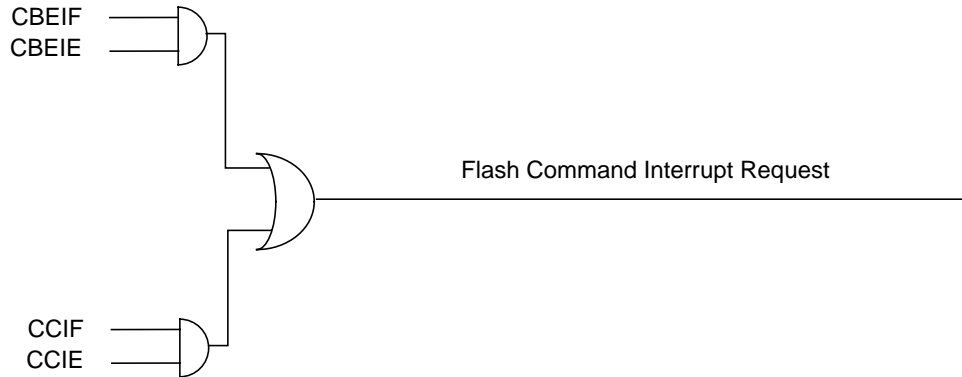 CBEIF
CBEIE
Flash Command Interrupt Request
CCIF
CCIE